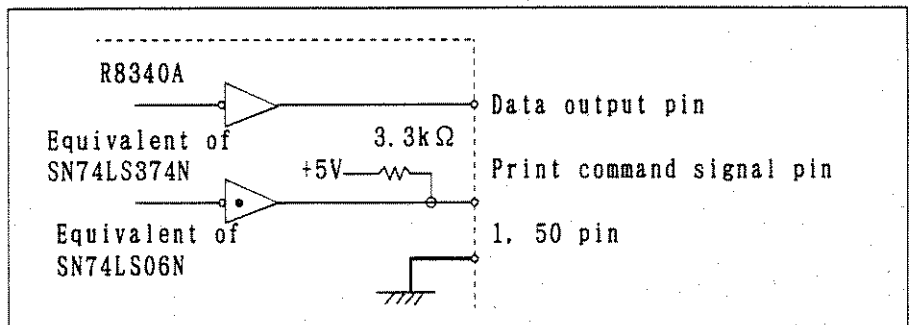 R8340A
Data output pin
Equivalent of
SN74LS374N
3.3kΩ
+5V
Print command signal pin
Equivalent of
SN74LS06N
1, 50 pin